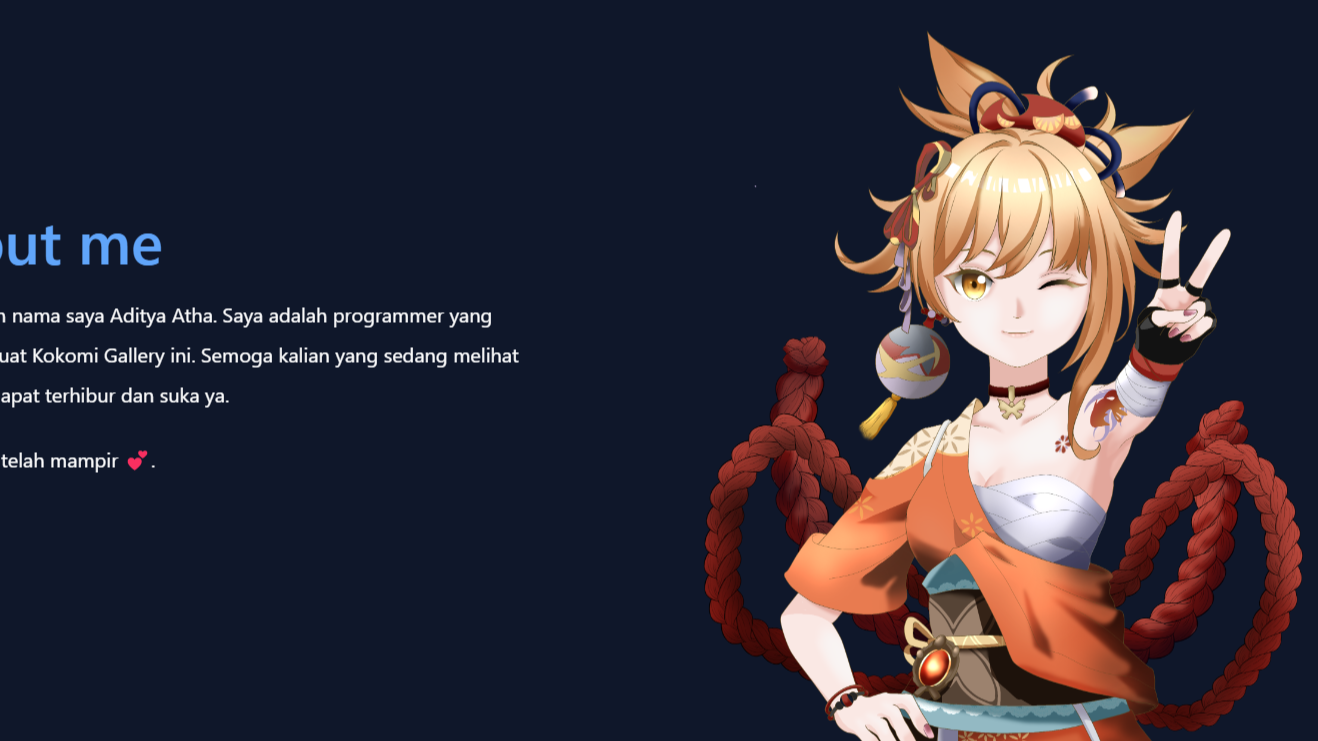 out me
nama saya Aditya Atha. Saya adalah programmer yang
uat Kokomi Gallery ini. Semoga kalian yang sedang melihat
apat terhibur dan suka ya.
telah mampir 💕.